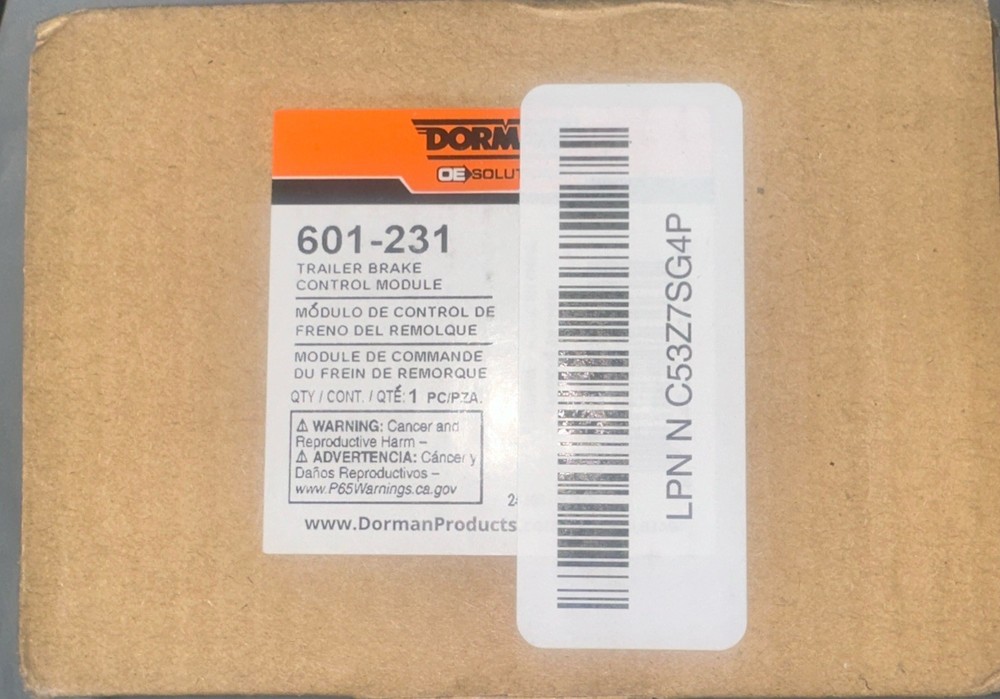 DORM
OE SOLUT
601-231
TRAILER BRAKE
CONTROL MODULE
MÓDULO DE CONTROL DE
FRENO DEL REMOLQUE
MODULE DE COMMANDE
DU FREIN DE REMORQUE
QTY / CONT. / QTÉ: 1 PC/PZA.
⚠ WARNING: Cancer and
Reproductive Harm –
⚠ ADVERTENCIA: Cáncer y
Daños Reproductivos –
www.P65Warnings.ca.gov
www.DormanProducts
LPN N C53Z7SG4P